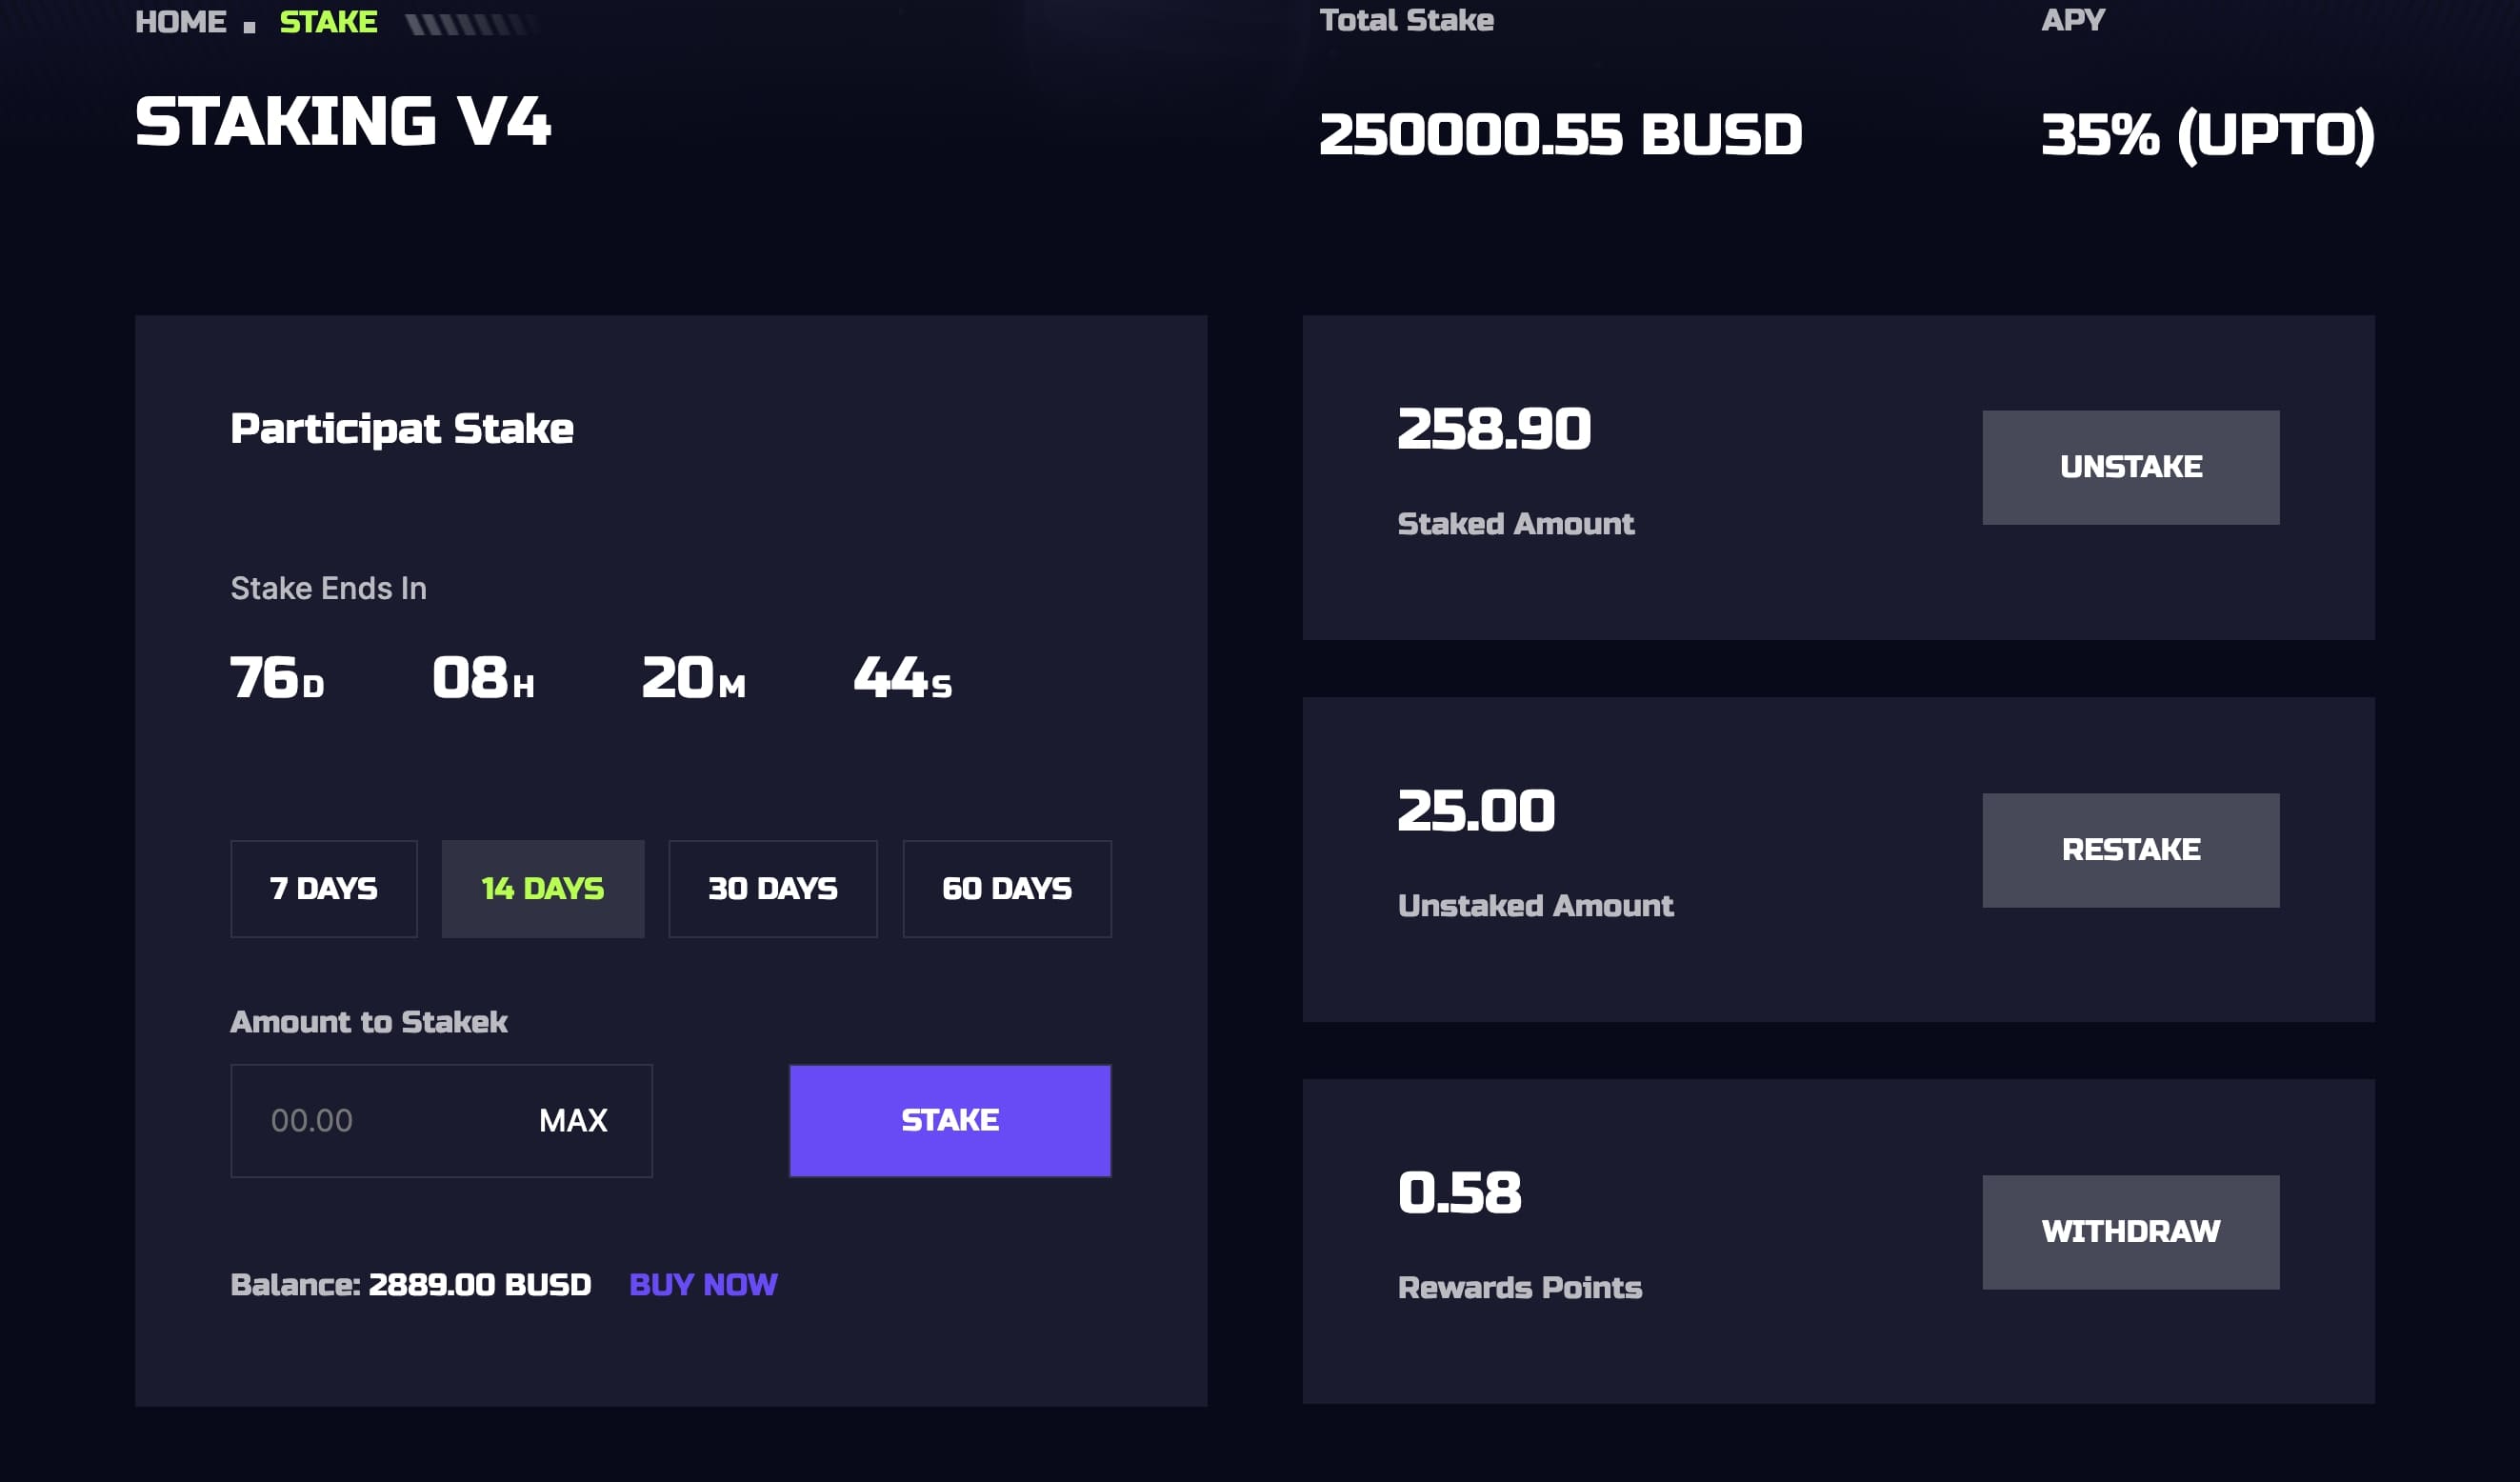 HOME STAKE
STAKING V4
Total Stake
250000.55 BUSD
APY
35% (UPTO)
Participat Stake
Stake Ends In
76D 08H 20M 44S
7 DAYS 14 DAYS 30 DAYS 60 DAYS
Amount to Stakek
00.00 MAX STAKE
Balance: 2889.00 BUSD BUY NOW
258.90
Staked Amount
UNSTAKE
25.00
Unstaked Amount
RESTAKE
0.58
Rewards Points
WITHDRAW